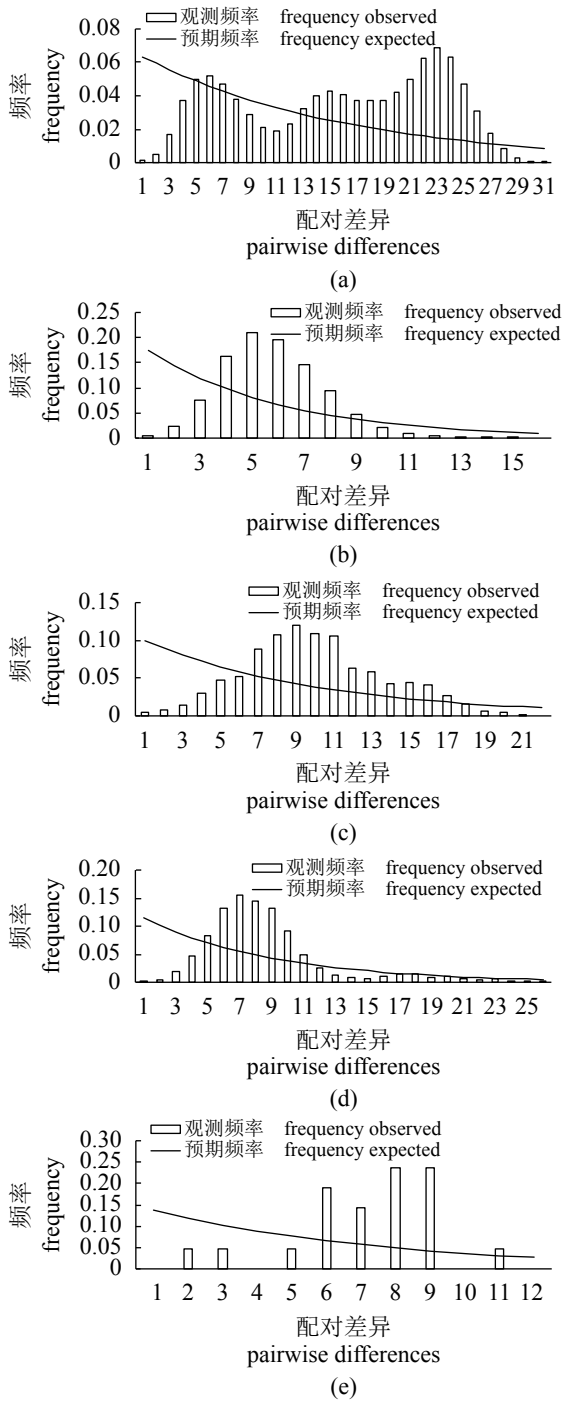 观测频率 frequency observed
预期频率 frequency expected
频率
frequency
0.08
0.06
0.04
0.02
0
1 3 5 7 9 11 13 15 17 19 21 23 25 27 29 31
配对差异
pairwise differences
(a)
观测频率 frequency observed
预期频率 frequency expected
频率
frequency
0.25
0.20
0.15
0.10
0.05
0
1 3 5 7 9 11 13 15
配对差异
pairwise differences
(b)
观测频率 frequency observed
预期频率 frequency expected
频率
frequency
0.15
0.10
0.05
0
1 3 5 7 9 11 13 15 17 19 21
配对差异
pairwise differences
(c)
观测频率 frequency observed
预期频率 frequency expected
频率
frequency
0.20
0.15
0.10
0.05
0
1 3 5 7 9 11 13 15 17 19 21 23 25
配对差异
pairwise differences
(d)
观测频率 frequency observed
预期频率 frequency expected
频率
frequency
0.30
0.25
0.20
0.15
0.10
0.05
0
1 2 3 4 5 6 7 8 9 10 11 12
配对差异
pairwise differences
(e)